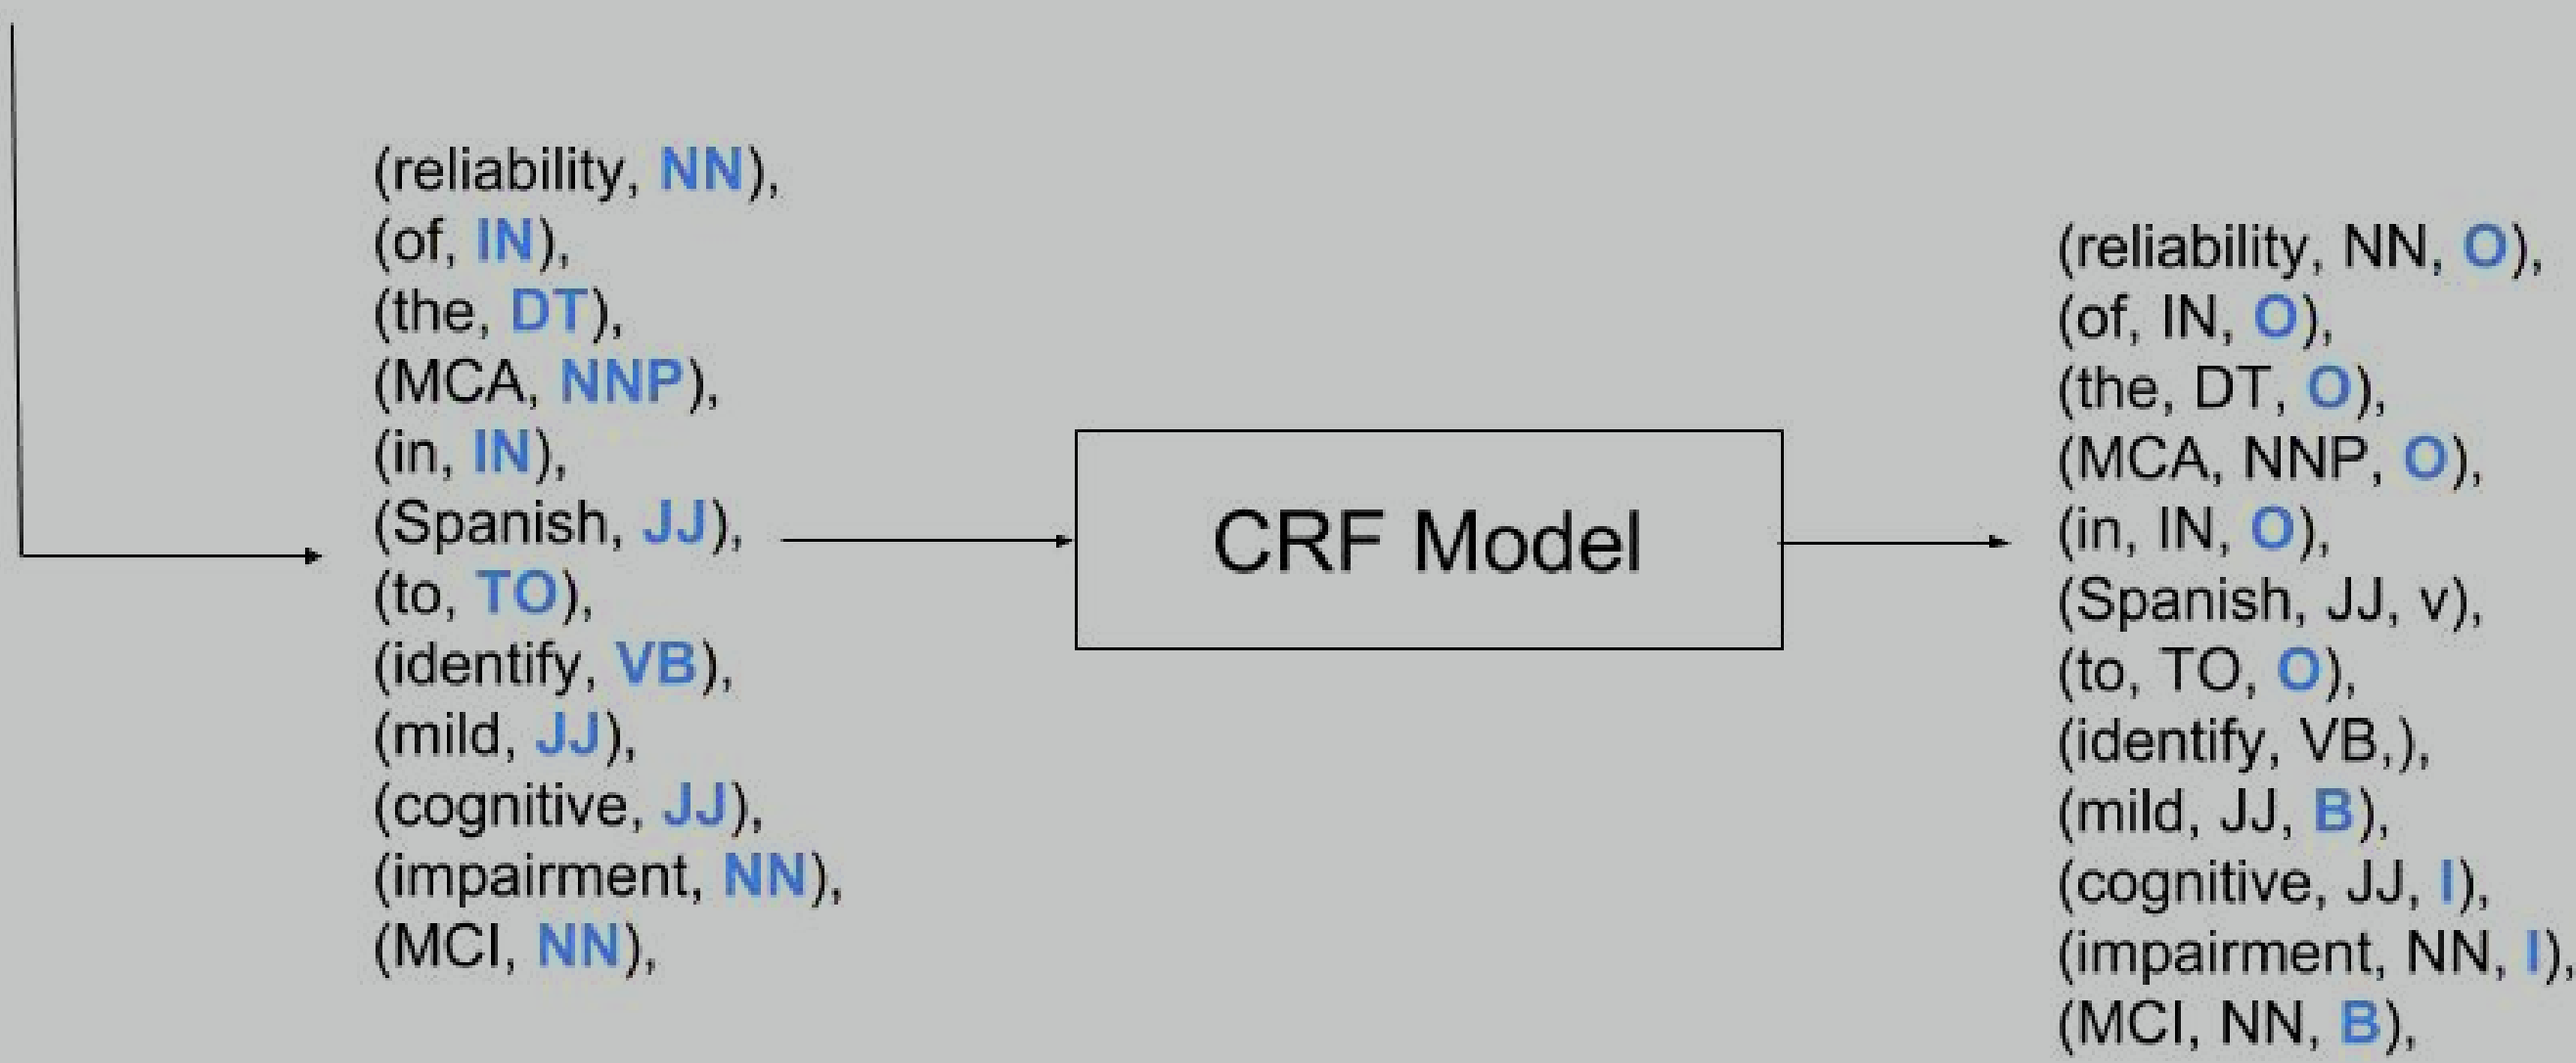 (reliability, NN),
(of, IN),
(the, DT),
(MCA, NNP),
(in, IN),
(Spanish, JJ),
(to, TO),
(identify, VB),
(mild, JJ),
(cognitive, JJ),
(impairment, NN),
(MCI, NN),
CRF Model
(reliability, NN, O),
(of, IN, O),
(the, DT, O),
(MCA, NNP, O),
(in, IN, O),
(Spanish, JJ, v),
(to, TO, O),
(identify, VB,),
(mild, JJ, B),
(cognitive, JJ, I),
(impairment, NN, I),
(MCI, NN, B),